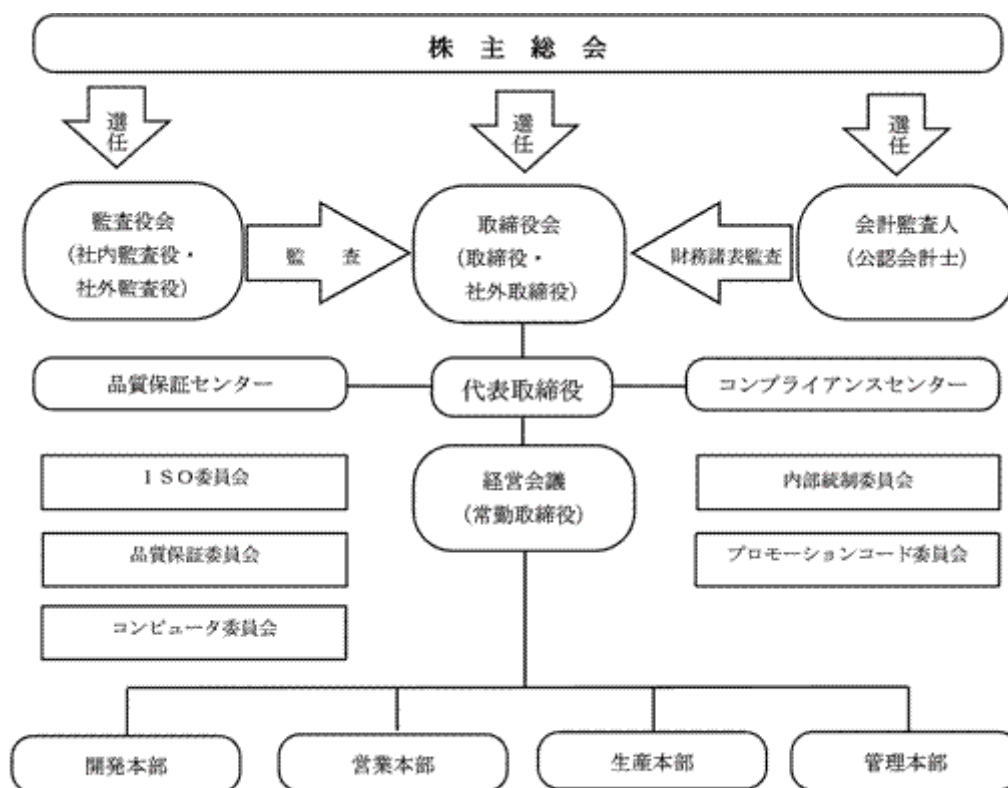 株 主 総 会
選任
選任
選任
監査役会
(社内監査役・
社外監査役)
監 査
取締役会
(取締役・
社外取締役)
財務諸表監査
会計監査人
(公認会計士)
品質保証センター
代表取締役
コンプライアンスセンター
ISO委員会
経営会議
(常勤取締役)
内部統制委員会
品質保証委員会
プロモーションコード委員会
コンピュータ委員会
開発本部
営業本部
生産本部
管理本部